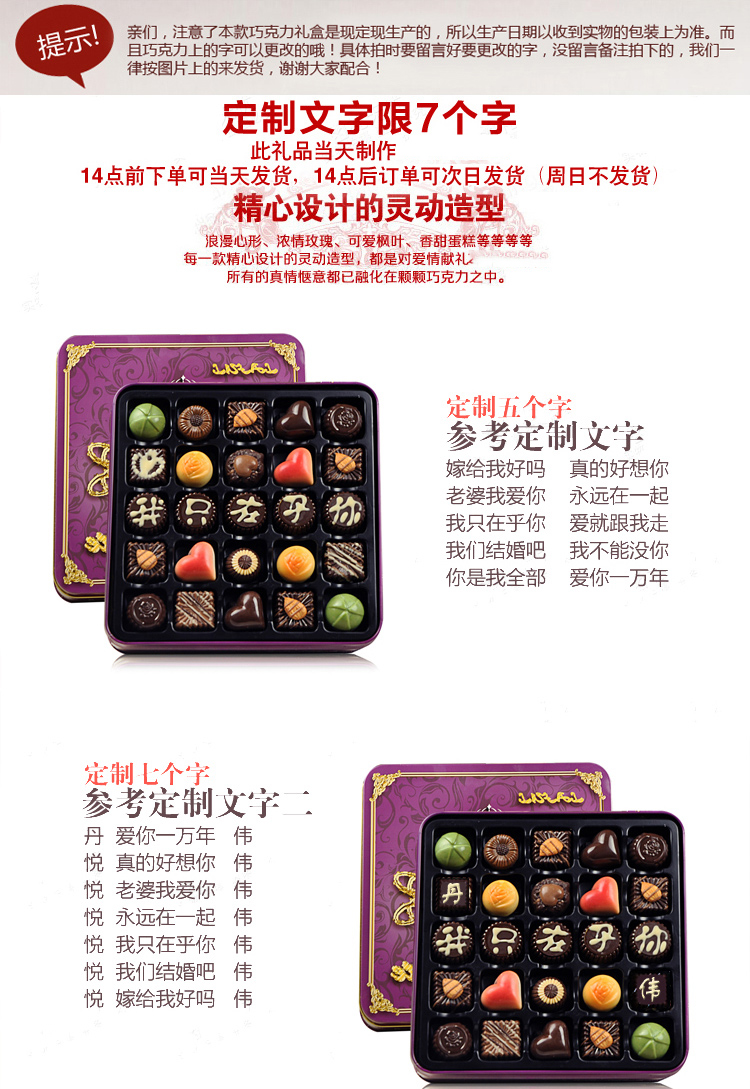 提示!
亲们，注意了本款巧克力礼盒是现定现生产的，所以生产日期以收到实物的包装上为准。而
且巧克力上的字可以更改的哦！具体拍时要留言好要更改的字，没留言备注拍下的，我们一
律按图片上的来发货，谢谢大家配合！
定制文字限7个字
此礼品当天制作
14点前下单可当天发货，14点后订单可次日发货（周日不发货）
精心设计的灵动造型
浪漫心形、浓情玫瑰、可爱枫叶、香甜蛋糕等等等等
每一款精心设计的灵动造型，都是对爱情献礼
所有的真情惬意都已融化在颗颗巧克力之中。
我只在乎你
定制五个字
参考定制文字
嫁给我好吗 真的好想你
老婆我爱你 永远在一起
我只在乎你 爱就跟我走
我们结婚吧 我不能没你
你是我全部 爱你一万年
定制七个字
参考定制文字二
丹 爱你一万年 伟
悦 真的好想你 伟
悦 老婆我爱你 伟
悦 永远在一起 伟
悦 我只在乎你 伟
悦 我们结婚吧 伟
悦 嫁给我好吗 伟
丹
我只在乎你
伟